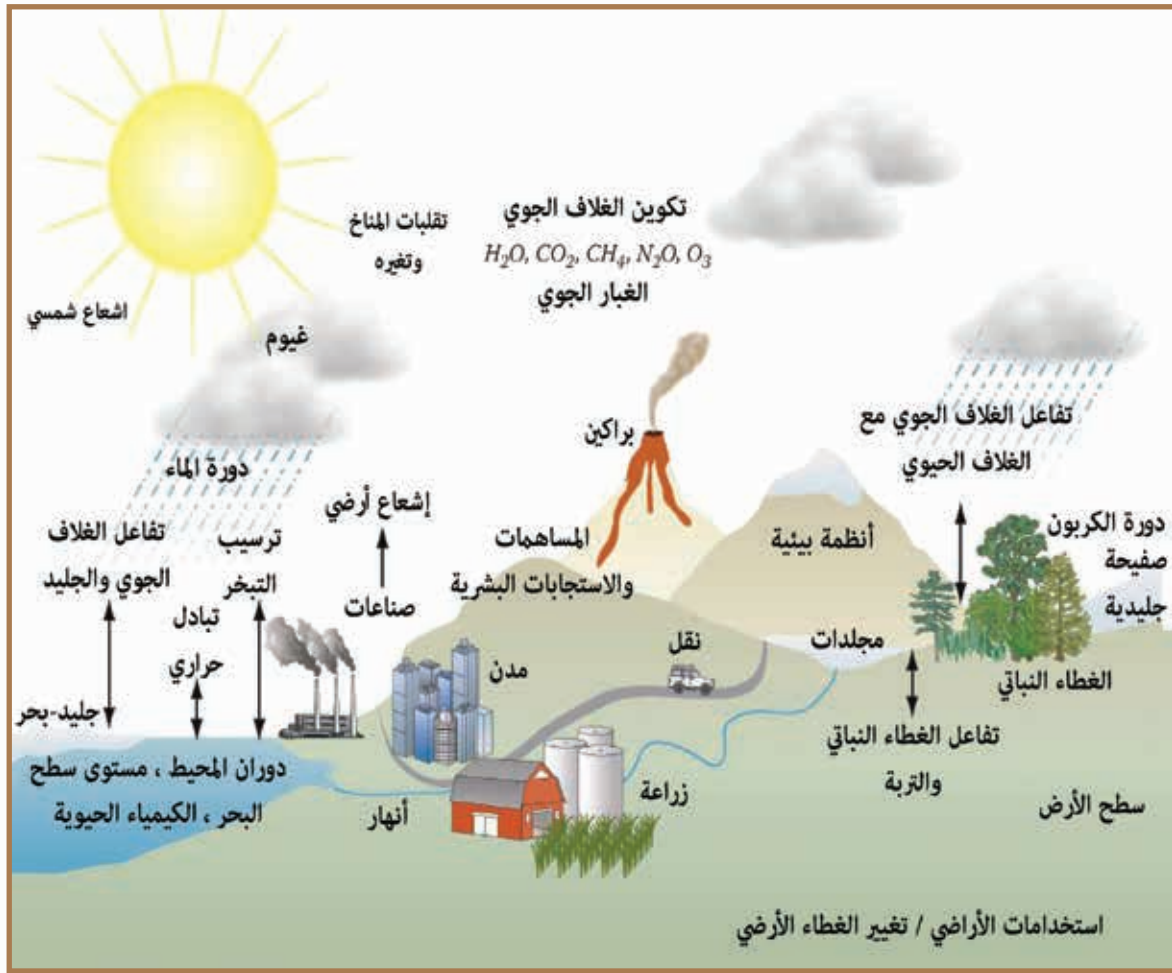 تكوين الغلاف الجوي
H₂O, CO₂, CH₄, N₂O, O₃
الغبار الجوي
تقلبات المناخ
وتغيره
اشعاع شمسي
غيوم
تفاعل الغلاف الجوي مع
الغلاف الحيوي
براكين
دورة الماء
إشعاع أرضي
دورة الكربون
صفيحة
جليدية
أنظمة بيئية
المساهمات
والاستجابات البشرية
ترسيب
التبخر
تفاعل الغلاف
الجوي والجليد
صناعات
تبادل
حراري
مجلدات
نقل
مدن
الغطاء النباتي
جليد-بحر
تفاعل الغطاء النباتي
والتربة
دوران المحيط ، مستوى سطح
البحر ، الكيمياء الحيوية
أنهار
زراعة
سطح الأرض
استخدامات الأراضي / تغيير الغطاء الأرضي